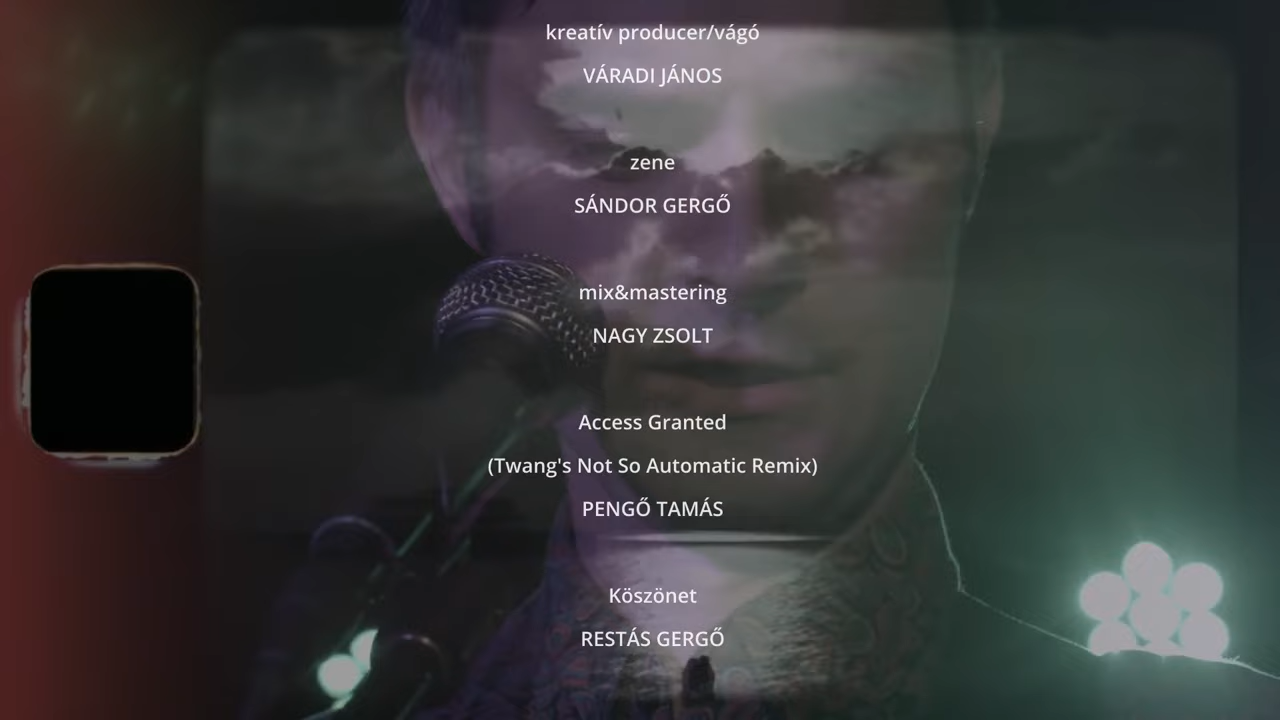 kreatív producer/vágó
VÁRADI JÁNOS
zene
SÁNDOR GERGŐ
mix&mastering
NAGY ZSOLT
Access Granted
(Twang's Not So Automatic Remix)
PENGŐ TAMÁS
Köszönet
RESTÁS GERGŐ